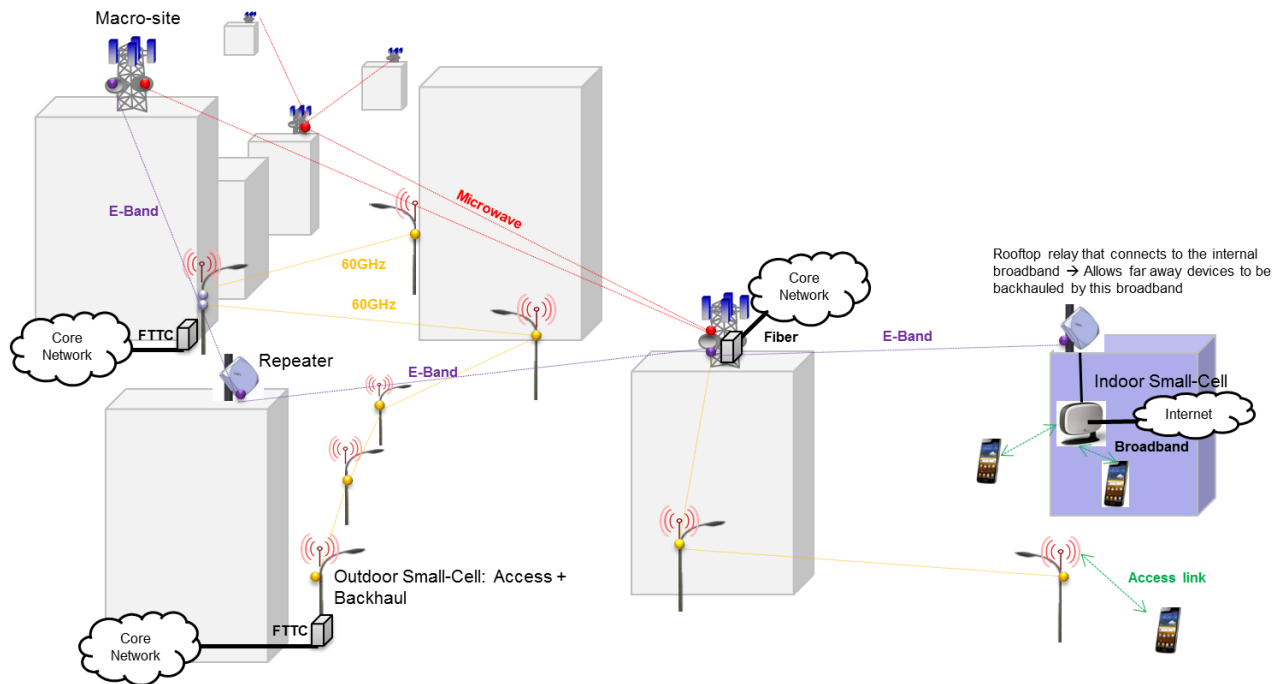 Macro-site
E-Band
Microwave
60GHz
60GHz
Core
Network
FTTC
Repeater
E-Band
Core
Network
Fiber
E-Band
Rooftop relay that connects to the internal
broadband → Allows far away devices to be
backhauled by this broadband
Indoor Small-Cell
Internet
Broadband
Outdoor Small-Cell: Access +
Backhaul
FTTC
Core
Network
Access link